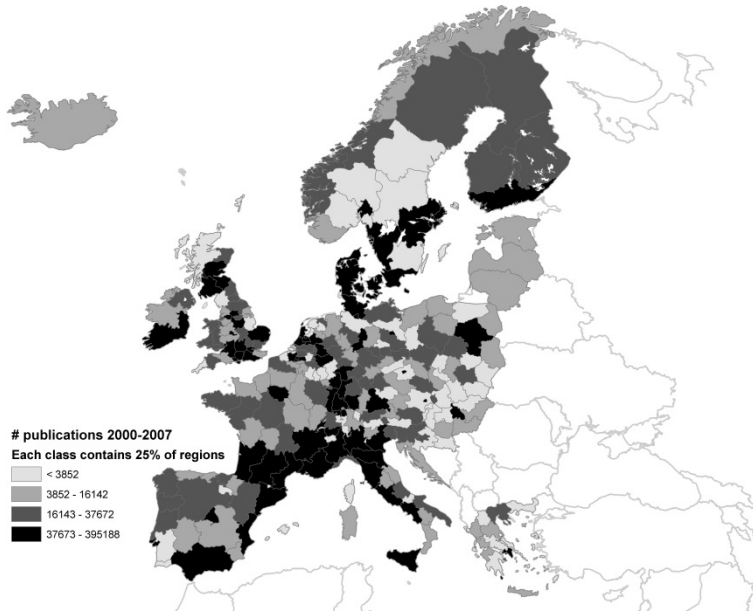 # publications 2000-2007
Each class contains 25% of regions
< 3852
3852 - 16142
16143 - 37672
37673 - 395188